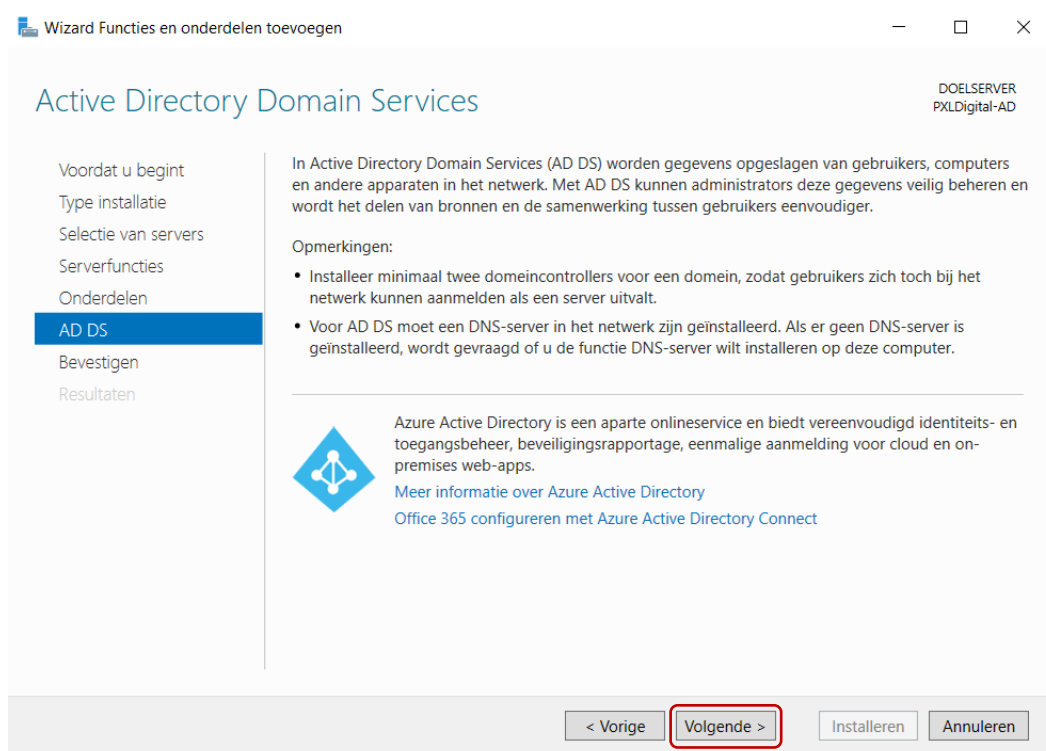 Wizard Functies en onderdelen toevoegen
Active Directory Domain Services
DOELSERVER
PXLDigital-AD
Voordat u begint
Type installatie
Selectie van servers
Serverfuncties
Onderdelen
AD DS
Bevestigen
Resultaten
In Active Directory Domain Services (AD DS) worden gegevens opgeslagen van gebruikers, computers
en andere apparaten in het netwerk. Met AD DS kunnen administrators deze gegevens veilig beheren en
wordt het delen van bronnen en de samenwerking tussen gebruikers eenvoudiger.
Opmerkingen:
• Installeer minimaal twee domeincontrollers voor een domein, zodat gebruikers zich toch bij het
netwerk kunnen aanmelden als een server uitvalt.
• Voor AD DS moet een DNS-server in het netwerk zijn geïnstalleerd. Als er geen DNS-server is
geïnstalleerd, wordt gevraagd of u de functie DNS-server wilt installeren op deze computer.
Azure Active Directory is een aparte onlineservice en biedt vereenvoudigd identiteits- en
toegangsbeheer, beveiligingsrapportage, eenmalige aanmelding voor cloud en on-
premises web-apps.
Meer informatie over Azure Active Directory
Office 365 configureren met Azure Active Directory Connect
< Vorige
Volgende >
Installeren
Annuleren